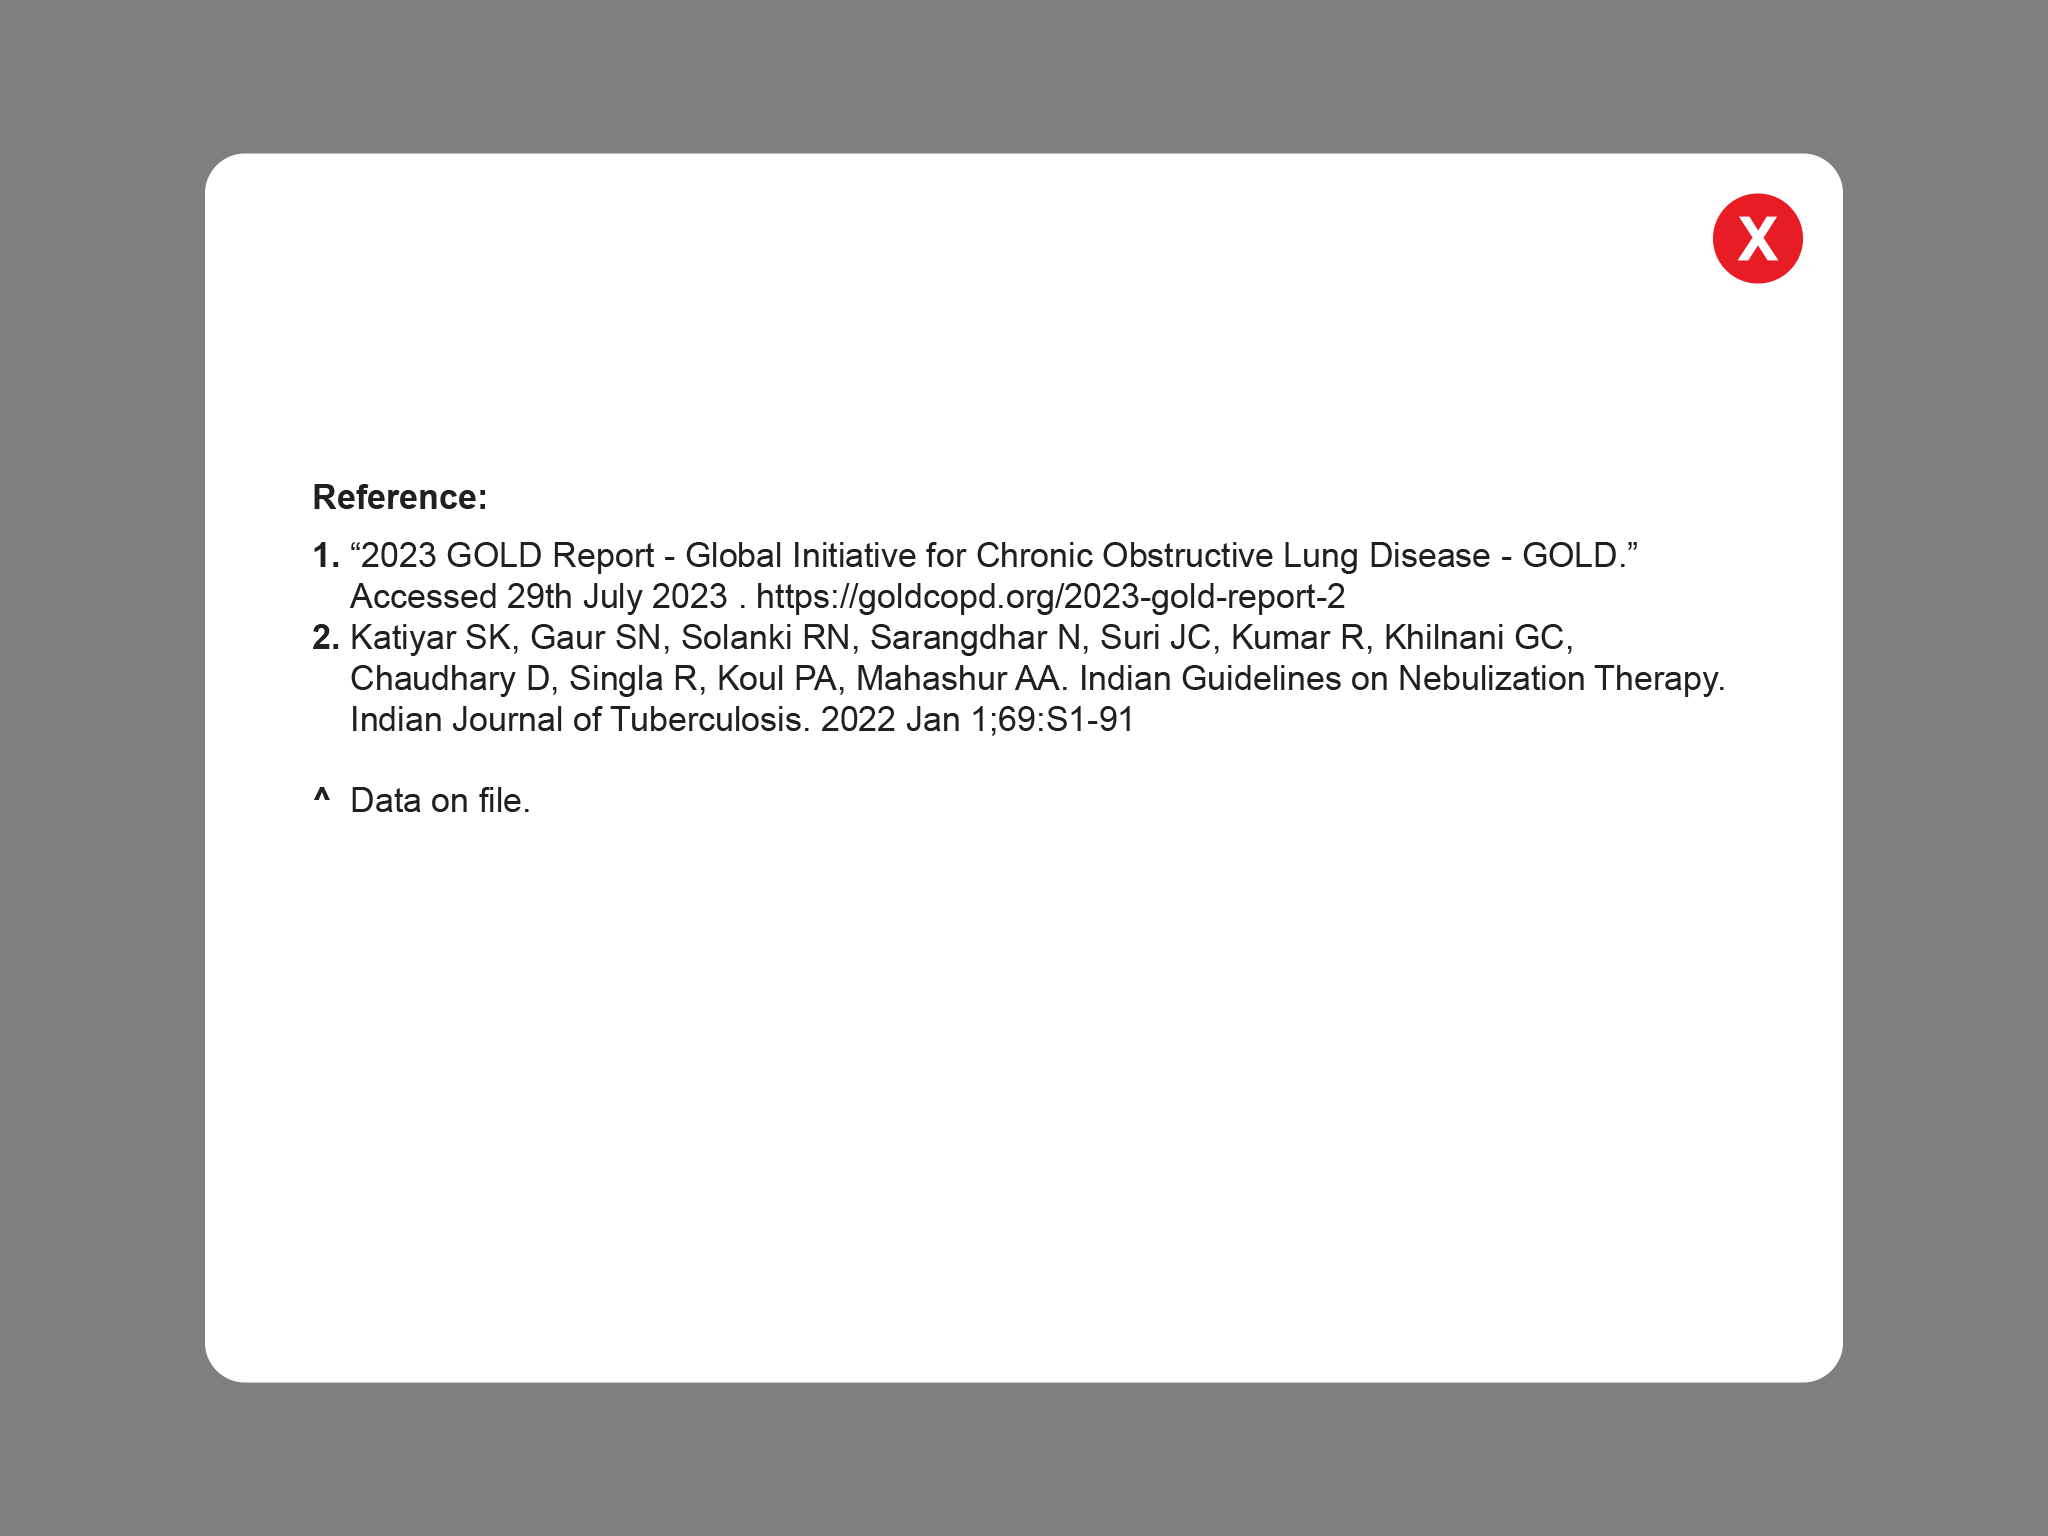 X
Reference:
1. “2023 GOLD Report - Global Initiative for Chronic Obstructive Lung Disease - GOLD.”
Accessed 29th July 2023 . https://goldcopd.org/2023-gold-report-2
2. Katiyar SK, Gaur SN, Solanki RN, Sarangdhar N, Suri JC, Kumar R, Khilnani GC,
Chaudhary D, Singla R, Koul PA, Mahashur AA. Indian Guidelines on Nebulization Therapy.
Indian Journal of Tuberculosis. 2022 Jan 1;69:S1-91
^ Data on file.